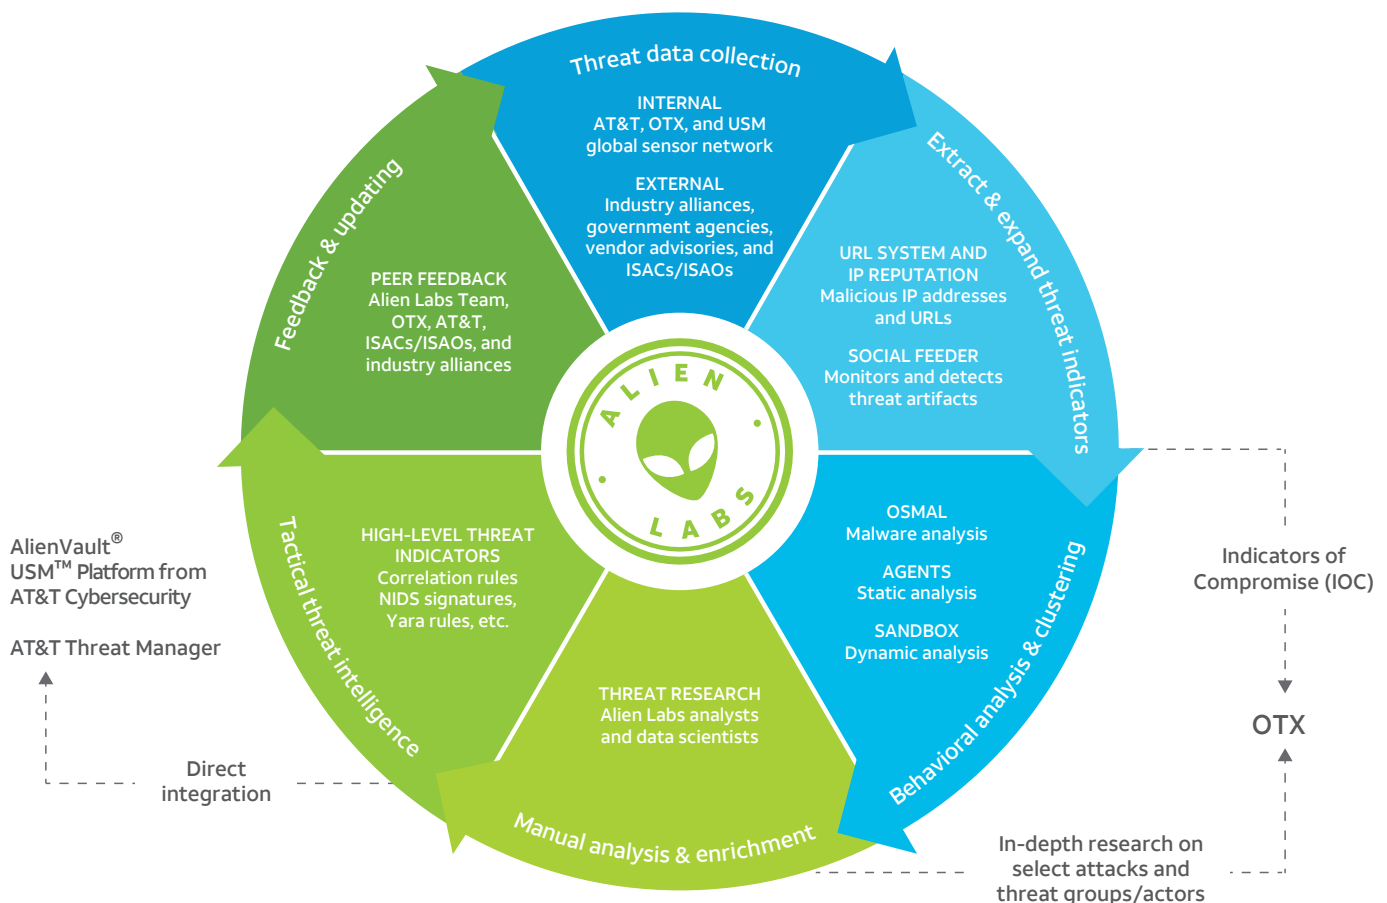 Threat data collection
INTERNAL
AT&T, OTX, and USM
global sensor network
EXTERNAL
Industry alliances,
government agencies,
vendor advisories, and
ISACs/ISAOs
Extract & expand threat indicators
URL SYSTEM AND
IP REPUTATION
Malicious IP addresses
and URLs
SOCIAL FEEDER
Monitors and detects
threat artifacts
Behavioral analysis & clustering
OSMAL
Malware analysis
AGENTS
Static analysis
SANDBOX
Dynamic analysis
Manual analysis & enrichment
THREAT RESEARCH
Alien Labs analysts
and data scientists
Tactical threat intelligence
HIGH-LEVEL THREAT
INDICATORS
Correlation rules
NIDS signatures,
Yara rules, etc.
Feedback & updating
PEER FEEDBACK
Alien Labs Team,
OTX, AT&T,
ISACs/ISAOs, and
industry alliances
ALIEN
LABS
AlienVault®
USM™ Platform from
AT&T Cybersecurity
AT&T Threat Manager
Direct
integration
Indicators of
Compromise (IOC)
OTX
In-depth research on
select attacks and
threat groups/actors